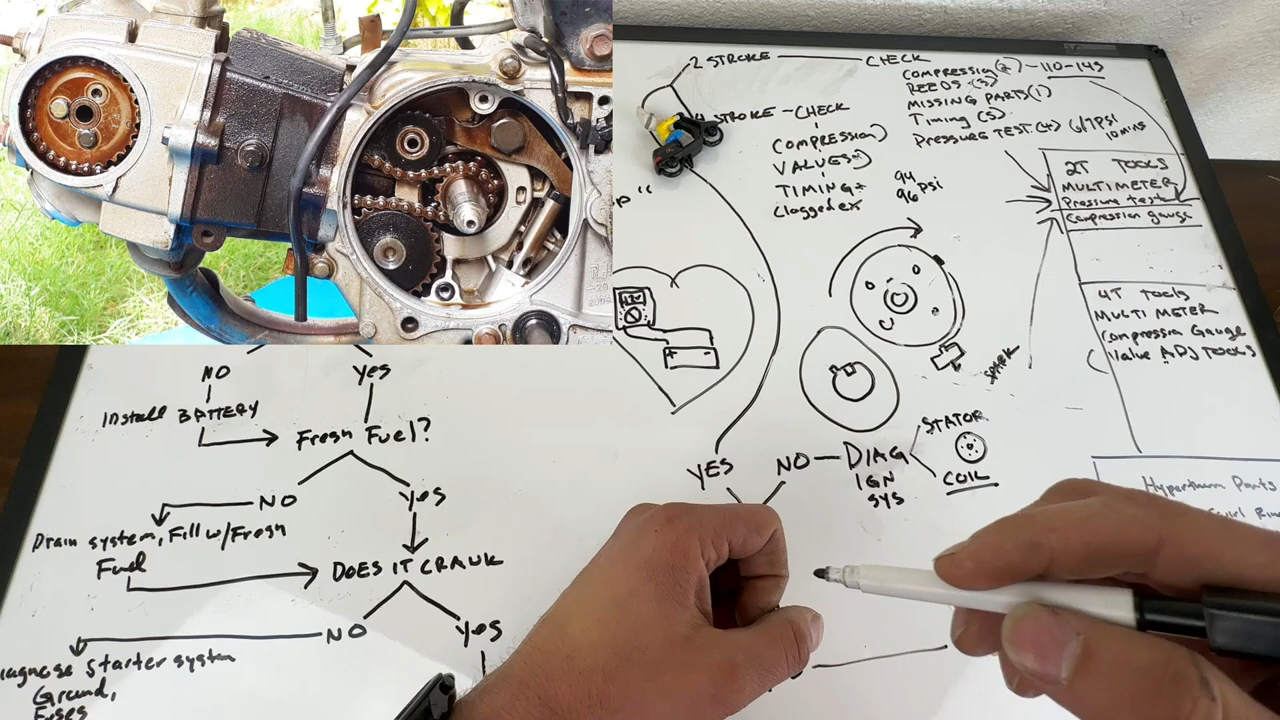 2 STROKE — CHECK
COMPRESSION(2) - 110-145
REEDS (3)
MISSING PARTS(1)
Timing (5)
PRESSURE TEST(4) 6/7PSI
10 MINS
STROKE - CHECK
COMPRESSION)
VALVES
TIMING
Clogged ex
94
96 PSI
2T TOOLS
MULTIMETER
Pressure test
Compression gauge
4T TOOLS
MULTI METER
Compression Gauge
Valve ADJ TOOLS
+ -
SPARK
YES
NO — DIAG
IGN
SYS
STATOR
COIL
Hypertinum Parts
NO
yes
Install BATTERY
Fresh Fuel?
NO
yes
Drain system, Fill w/Fresh
Fuel
DOES IT CRANK
NO
yes
iagnose Starter system
Ground,
Fuses